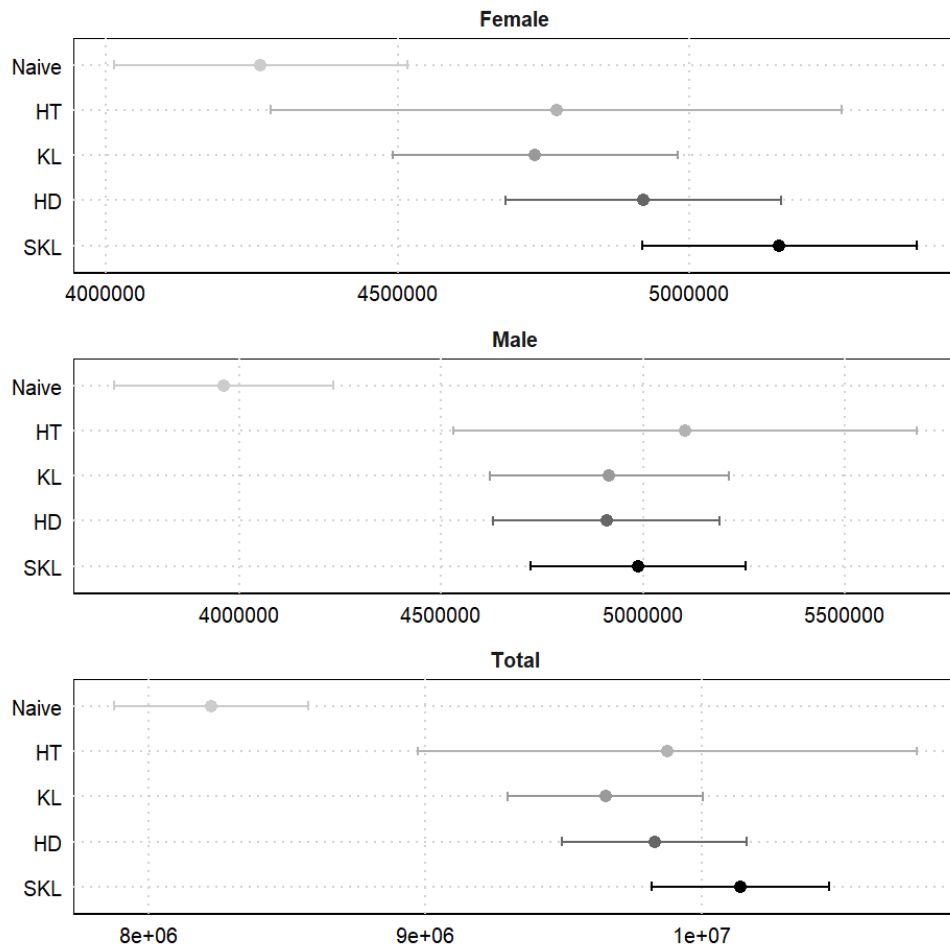 Female
Naive
HT
KL
HD
SKL
4000000 4500000 5000000
Male
Naive
HT
KL
HD
SKL
4000000 4500000 5000000 5500000
Total
Naive
HT
KL
HD
SKL
8e+06 9e+06 1e+07